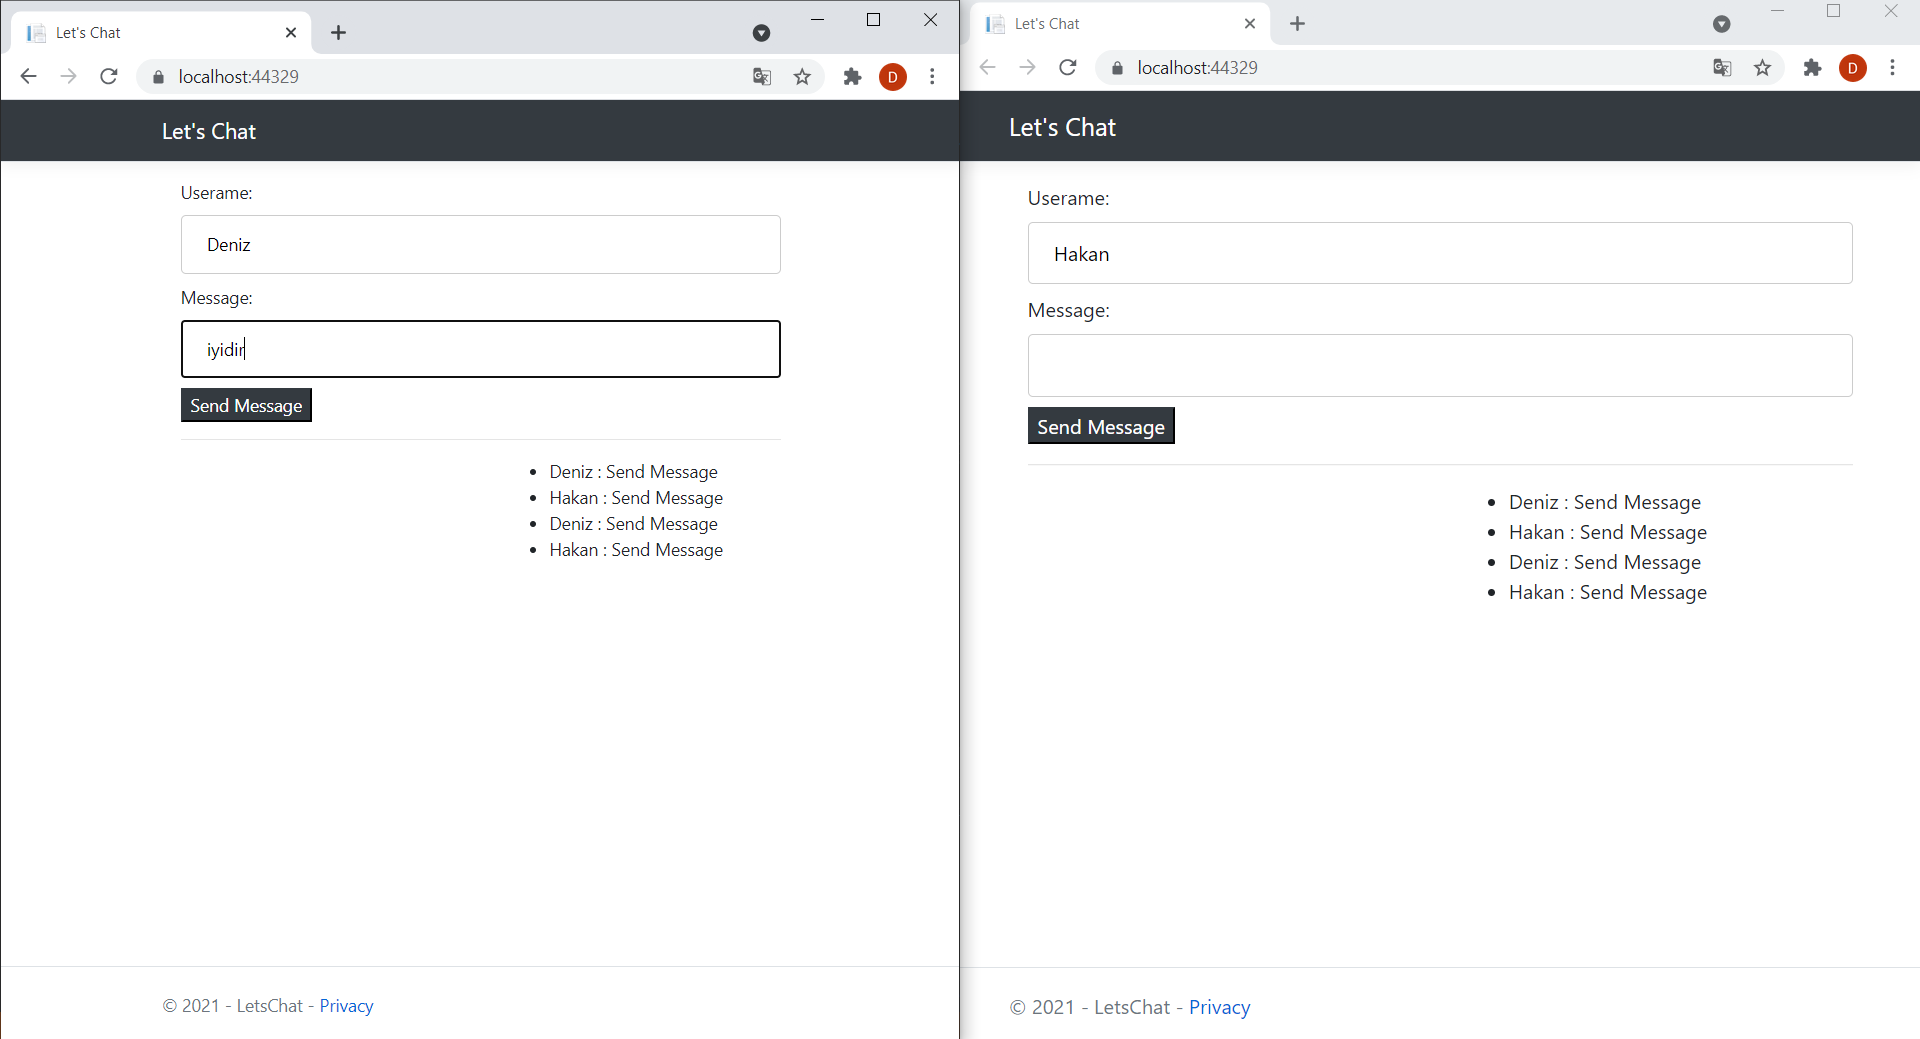 Let's Chat
localhost:44329
D
Let's Chat
Userame:
Deniz
Message:
iyidir
Send Message
Deniz : Send Message
Hakan : Send Message
Deniz : Send Message
Hakan : Send Message
© 2021 - LetsChat - Privacy
Let's Chat
localhost:44329
D
Let's Chat
Userame:
Hakan
Message:
Send Message
Deniz : Send Message
Hakan : Send Message
Deniz : Send Message
Hakan : Send Message
© 2021 - LetsChat - Privacy